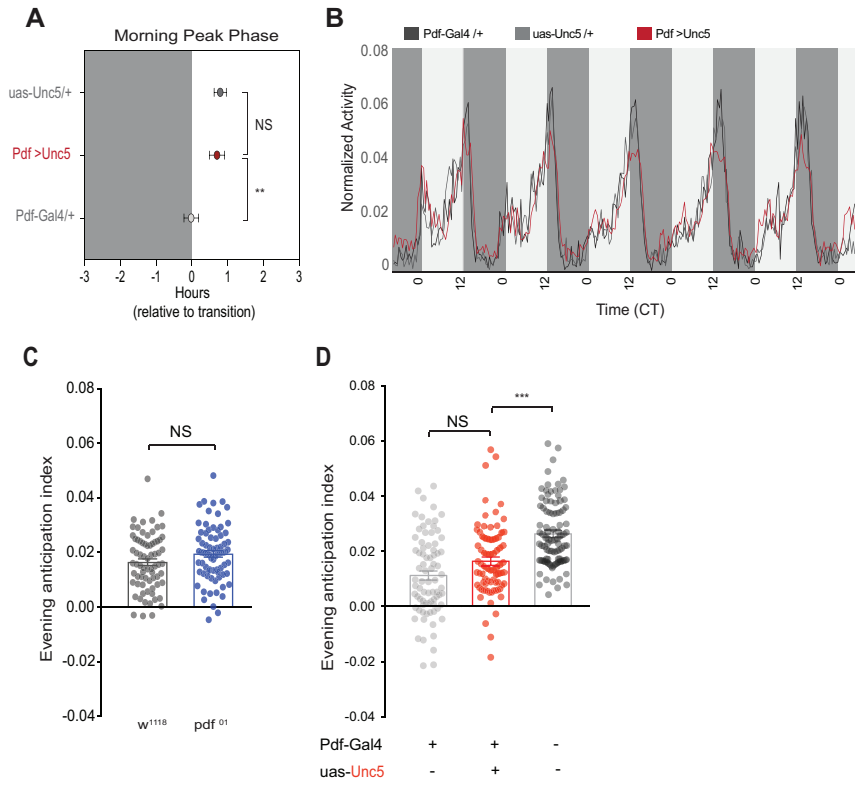 A
Morning Peak Phase
uas-Unc5/+
NS
Pdf >Unc5
**
Pdf-Gal4/+
-3 -2 -1 0 1 2 3
Hours
(relative to transition)
B
Pdf-Gal4 /+ uas-Unc5 /+ Pdf >Unc5
Normalized Activity
0.08
0.06
0.04
0.02
0
0 12 0 12 0 12 0 12 0 12 0
Time (CT)
C
Evening anticipation index
0.08
0.06
0.04
0.02
0.00
-0.02
-0.04
NS
w1118 pdf 01
D
Evening anticipation index
0.08
0.06
0.04
0.02
0.00
-0.02
-0.04
NS
***
Pdf-Gal4 + + -
uas-Unc5 - + -